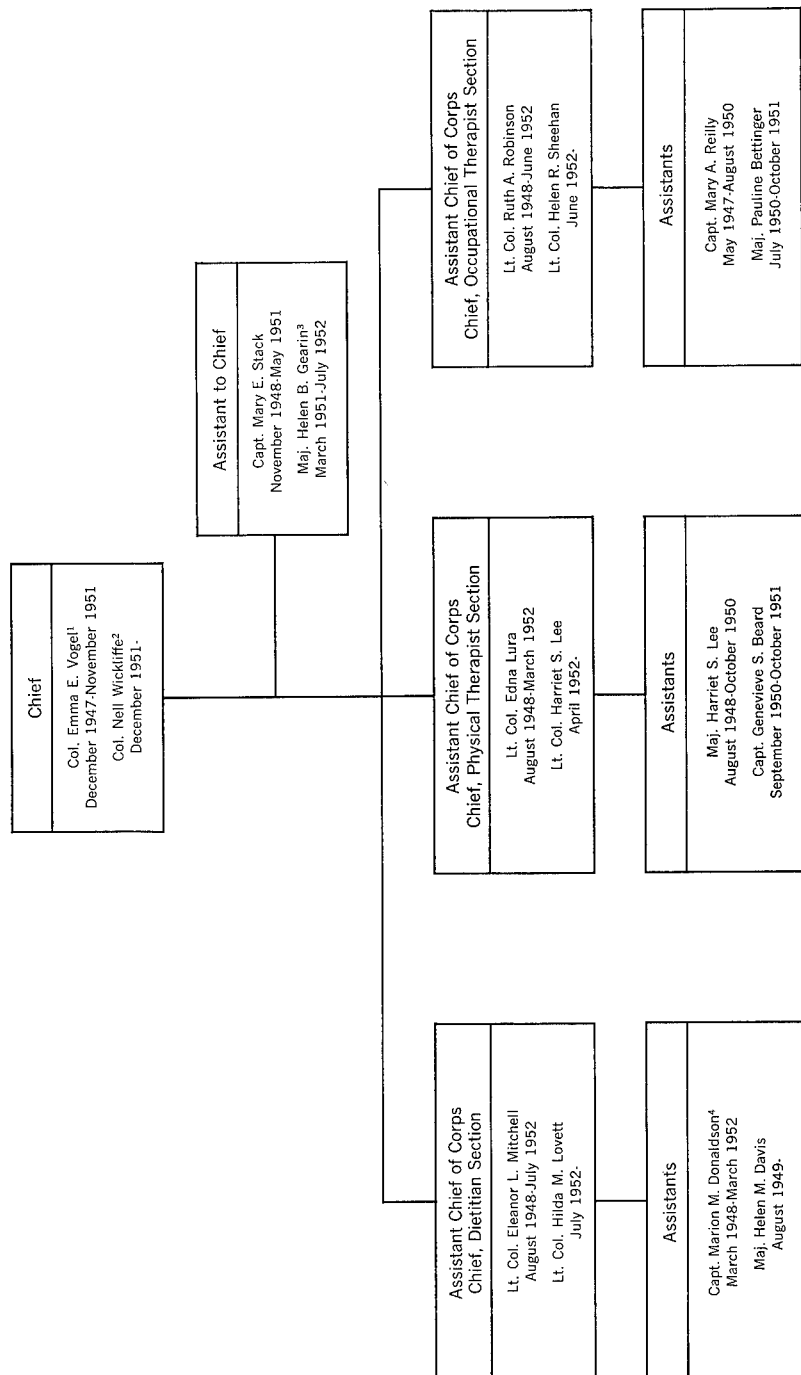 Chief
Col. Emma E. Vogel¹
December 1947-November 1951
Col. Nell Wickliffe²
December 1951-
Assistant to Chief
Capt. Mary E. Stack
November 1948-May 1951
Maj. Helen B. Gearin³
March 1951-July 1952
Assistant Chief of Corps
Chief, Dietitian Section
Lt. Col. Eleanor L. Mitchell
August 1948-July 1952
Lt. Col. Hilda M. Lovett
July 1952-
Assistant Chief of Corps
Chief, Physical Therapist Section
Lt. Col. Edna Lura
August 1948-March 1952
Lt. Col. Harriet S. Lee
April 1952-
Assistant Chief of Corps
Chief, Occupational Therapist Section
Lt. Col. Ruth A. Robinson
August 1948-June 1952
Lt. Col. Helen R. Sheehan
June 1952-
Assistants
Capt. Marion M. Donaldson⁴
March 1948-March 1952
Maj. Helen M. Davis
August 1949-
Assistants
Maj. Harriet S. Lee
August 1948-October 1950
Capt. Genevieve S. Beard
September 1950-October 1951
Assistants
Capt. Mary A. Reilly
May 1947-August 1950
Maj. Pauline Bettinger
July 1950-October 1951